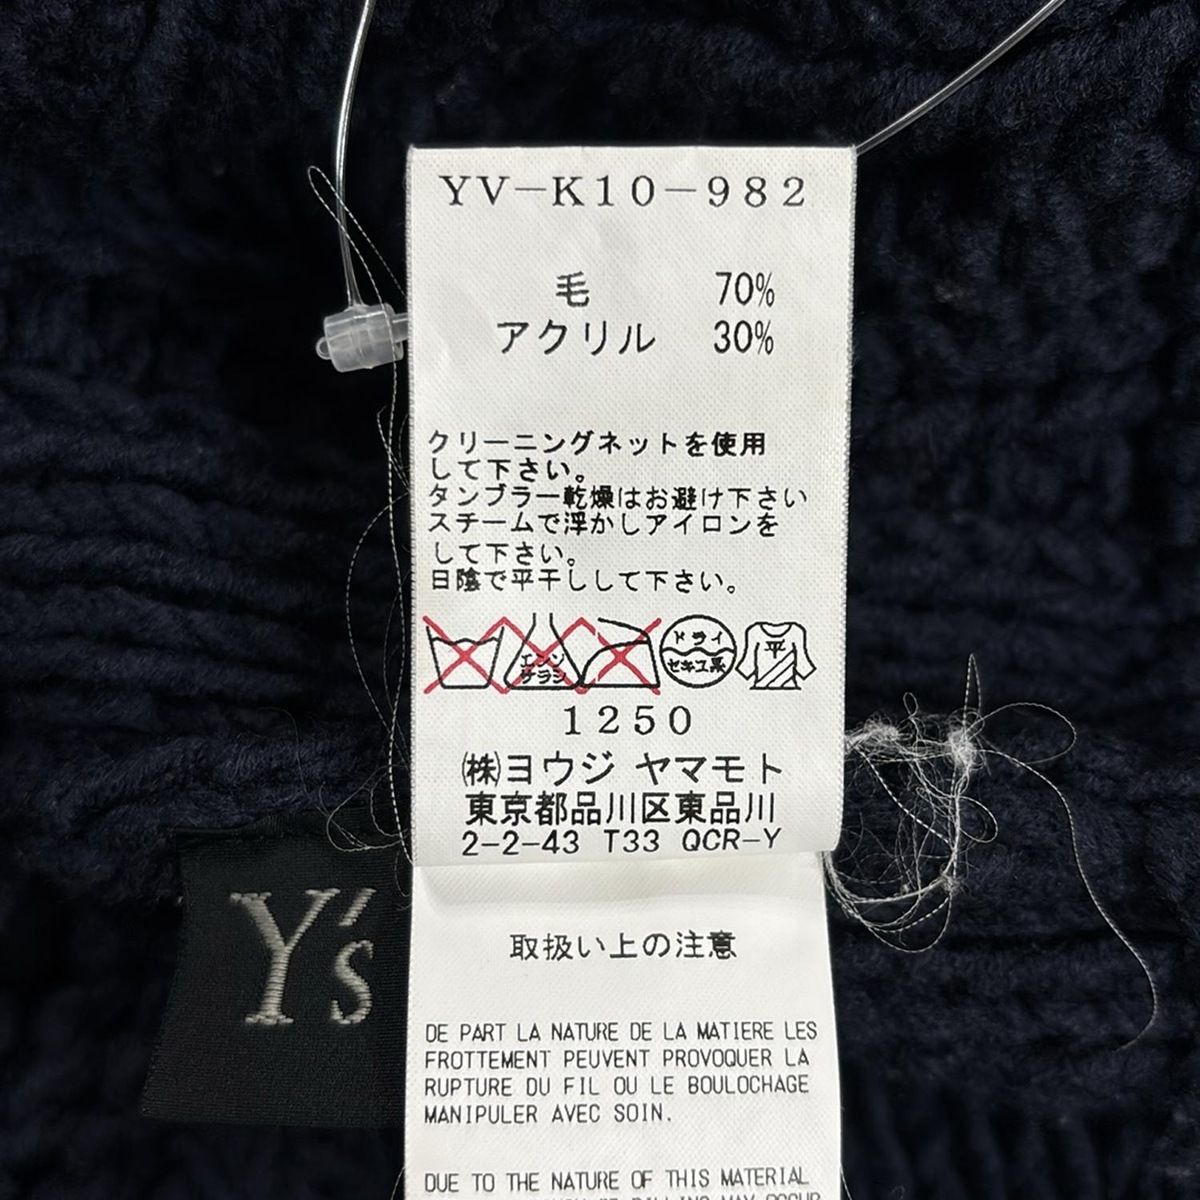 YV-K10-982
毛 70%
アクリル 30%
クリーニングネットを使用
して下さい。
タンブラー乾燥はお避け下さい
スチームで浮かしアイロンを
して下さい。
日陰で平干しして下さい。
エンソ
チラシ
ドライ
セキユ系
平
1250
㈱ヨウジ ヤマモト
東京都品川区東品川
2-2-43 T33 QCR-Y
Y's
取扱い上の注意
DE PART LA NATURE DE LA MATIERE LES
FROTTEMENT PEUVENT PROVOQUER LA
RUPTURE DU FIL OU LE BOULOCHAGE
MANIPULER AVEC SOIN.
DUE TO THE NATURE OF THIS MATERIAL